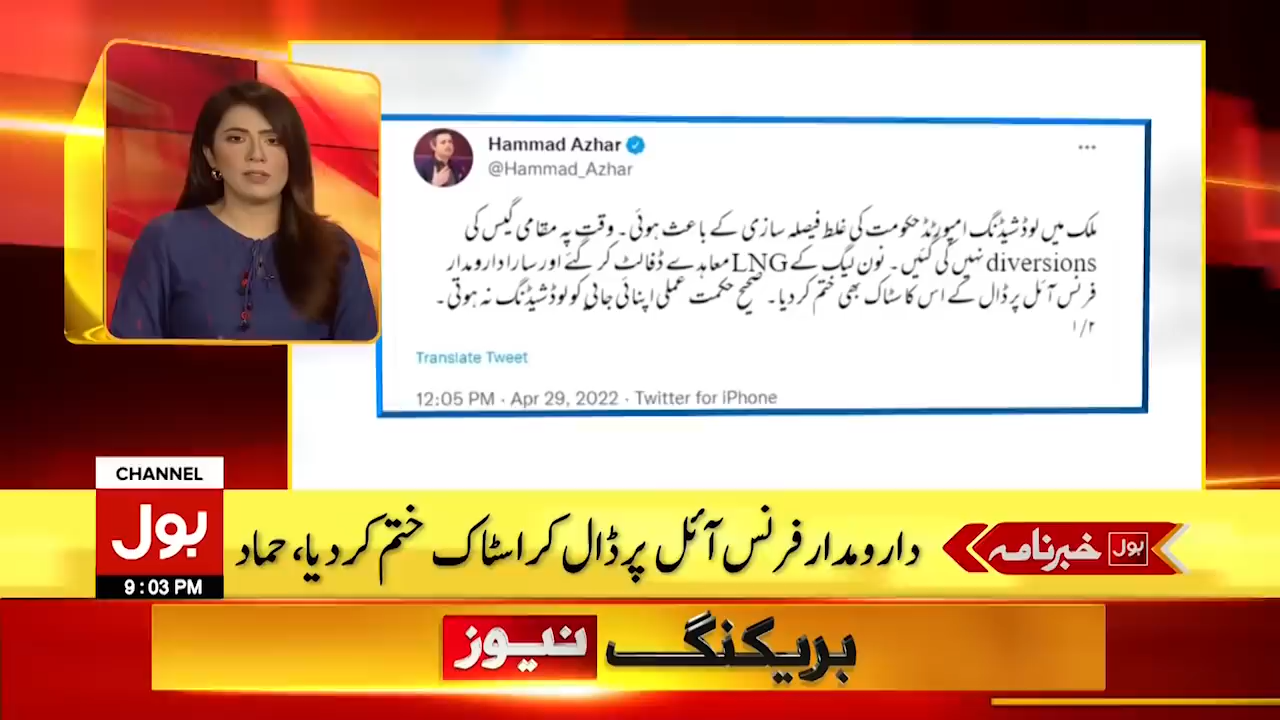 Hammad Azhar
@Hammad_Azhar
ملک میں لوڈشیڈنگ امپورٹڈ حکومت کی غلط فیصلہ سازی کے باعث ہوئی۔ وقت پہ مقامی گیس کی
diversions نہیں کی گئیں۔ نون لیگ کے LNG معاہدے ڈفالٹ کر گئے اور سارا دارومدار
فرنس آئل پر ڈال کے اس کا سٹاک بھی ختم کر دیا۔ صحیح حکمت عملی اپنائی جاتی کو لوڈشیڈنگ نہ ہوتی۔
۱/۲
Translate Tweet
12:05 PM · Apr 29, 2022 · Twitter for iPhone
CHANNEL
بول
9:03 PM
بول خبرنامہ
دارومدار فرنس آئل پر ڈال کر اسٹاک ختم کر دیا، حماد
بریکنگ نیوز